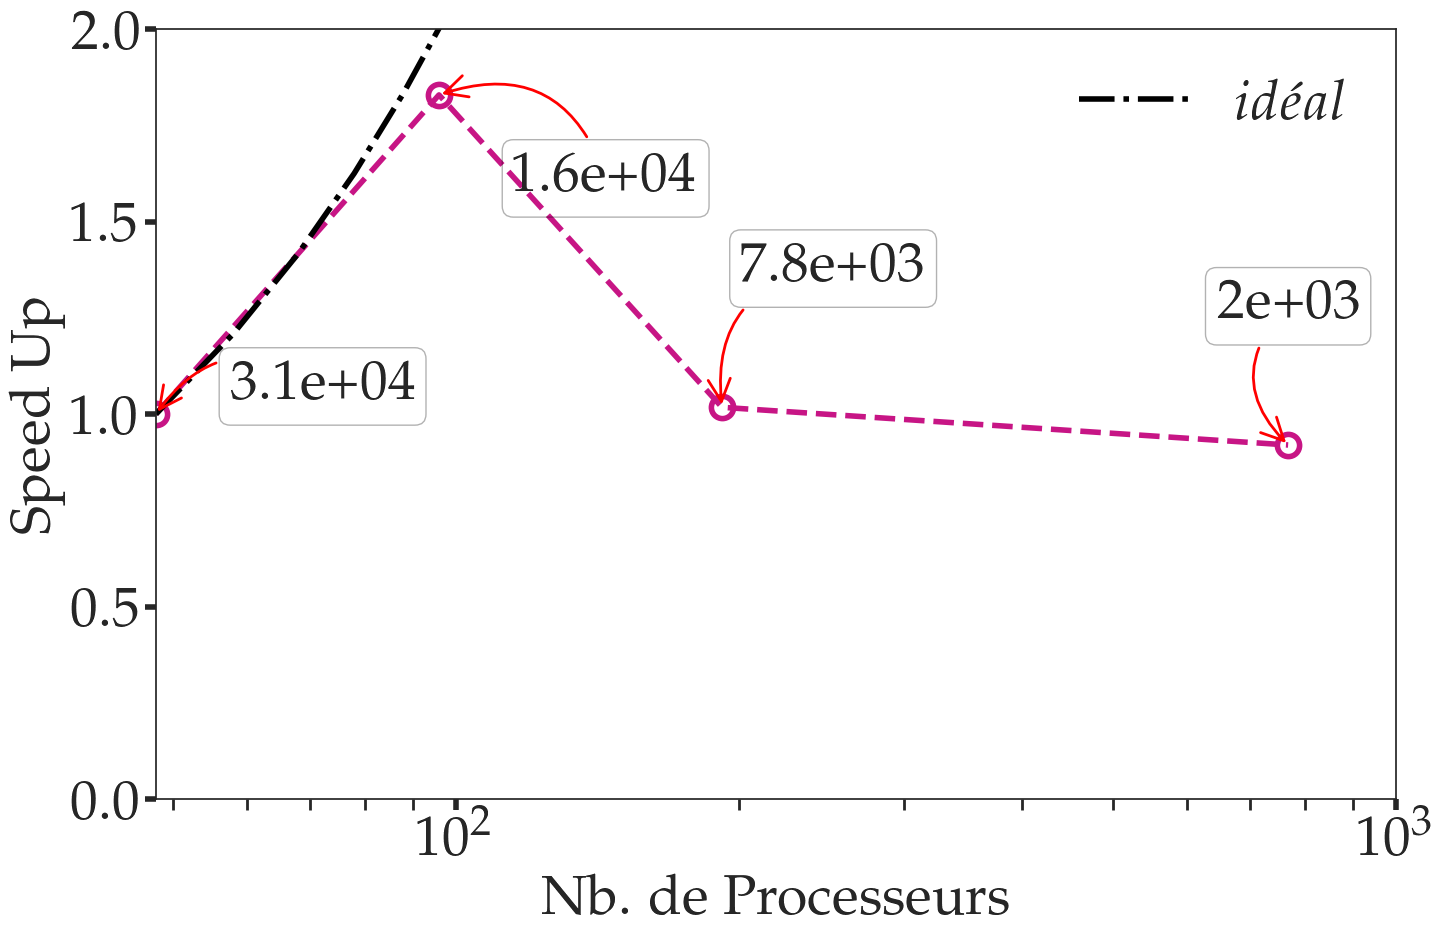 2.0
1.5
1.0
0.5
0.0
Speed Up
idéal
1.6e+04
7.8e+03
2e+03
3.1e+04
10²
10³
Nb. de Processeurs